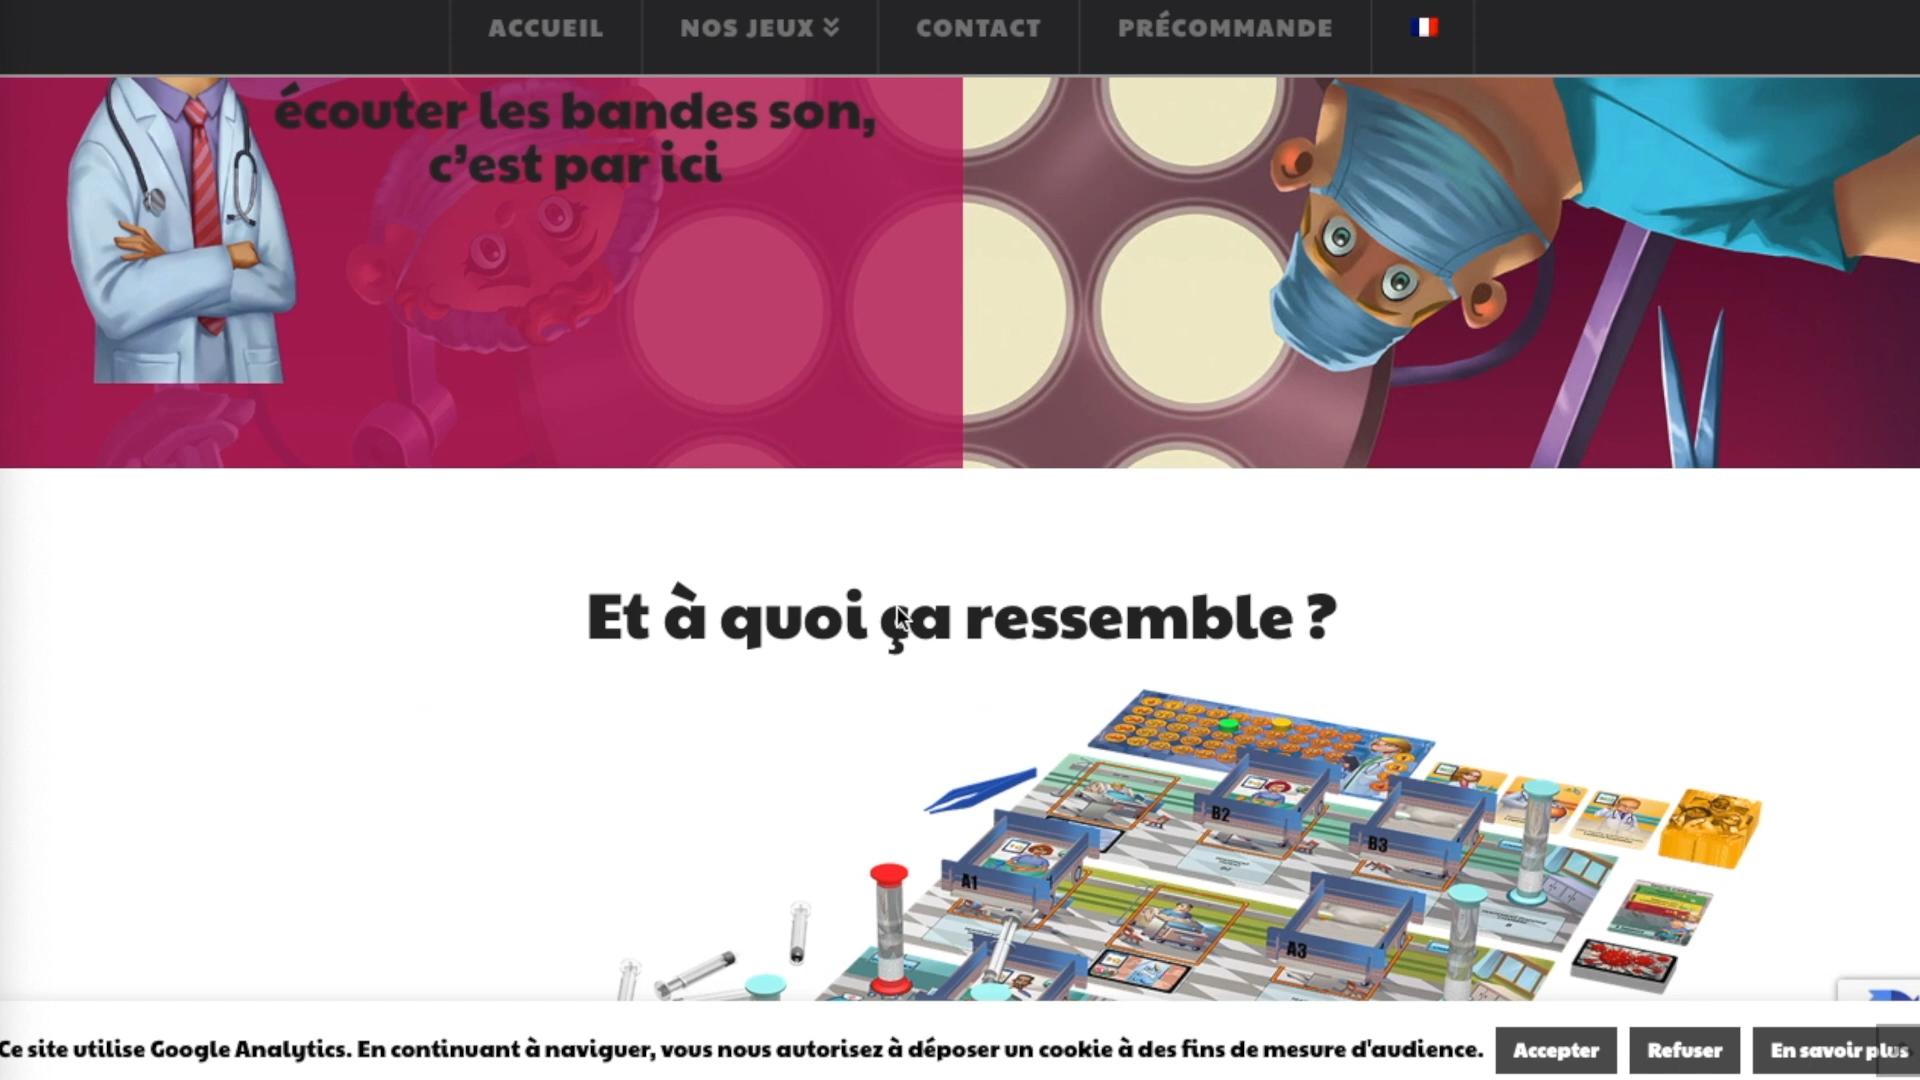 ACCUEIL NOS JEUX CONTACT PRÉCOMMANDE
écouter les bandes son,
c'est par ici
Et à quoi ça ressemble ?
B2
B3
A1
A3
Ce site utilise Google Analytics. En continuant à naviguer, vous nous autorisez à déposer un cookie à des fins de mesure d'audience. Accepter Refuser En savoir plus